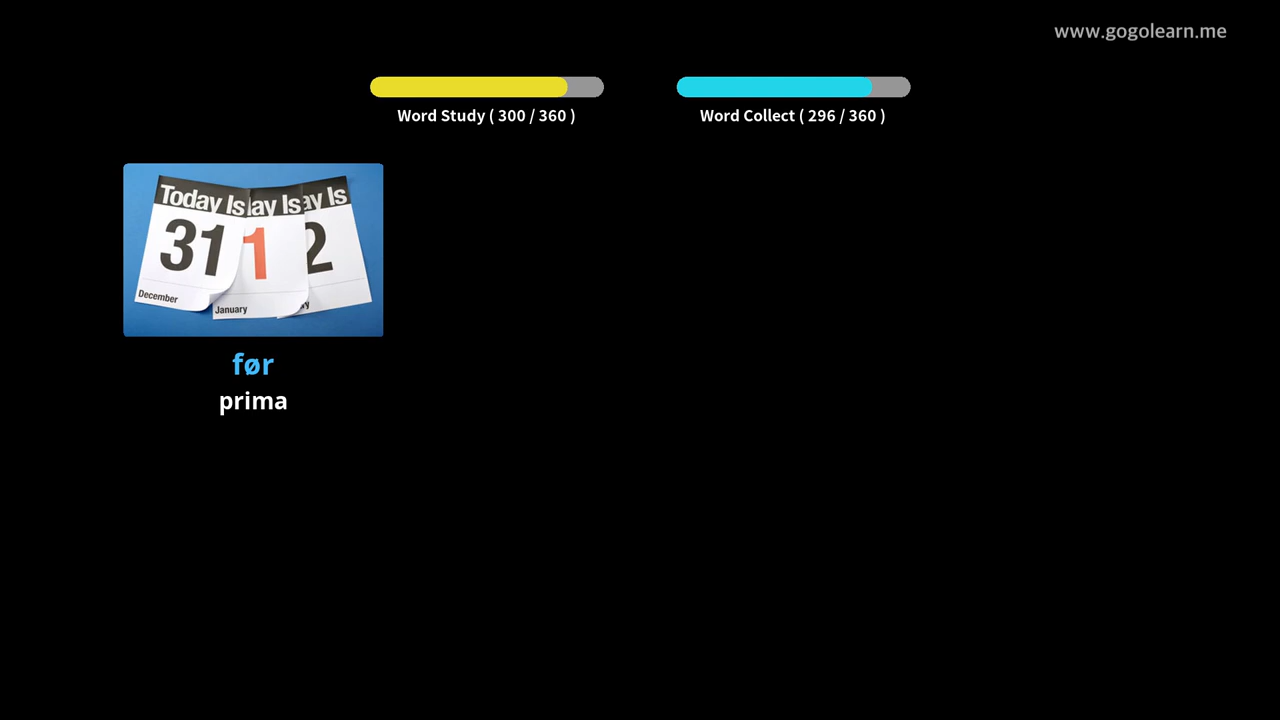 www.gogolearn.me
Word Study ( 300 / 360 )
Word Collect ( 296 / 360 )
Today Is
ay Is
ay Is
31
1
2
December
January
ry
før
prima